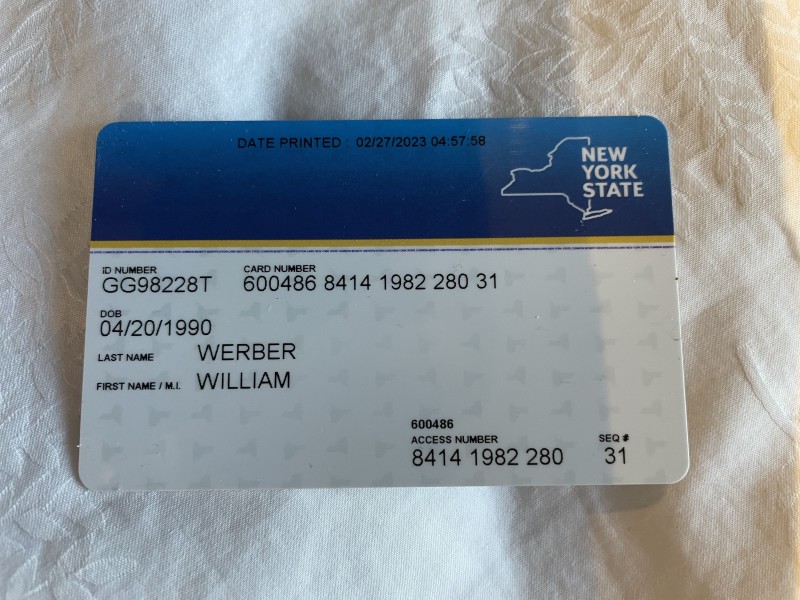 DATE PRINTED : 02/27/2023 04:57:58
NEW
YORK
STATE
ID NUMBER
GG98228T
CARD NUMBER
600486 8414 1982 280 31
DOB
04/20/1990
LAST NAME WERBER
FIRST NAME / M.I. WILLIAM
600486
ACCESS NUMBER
8414 1982 280
SEQ #
31